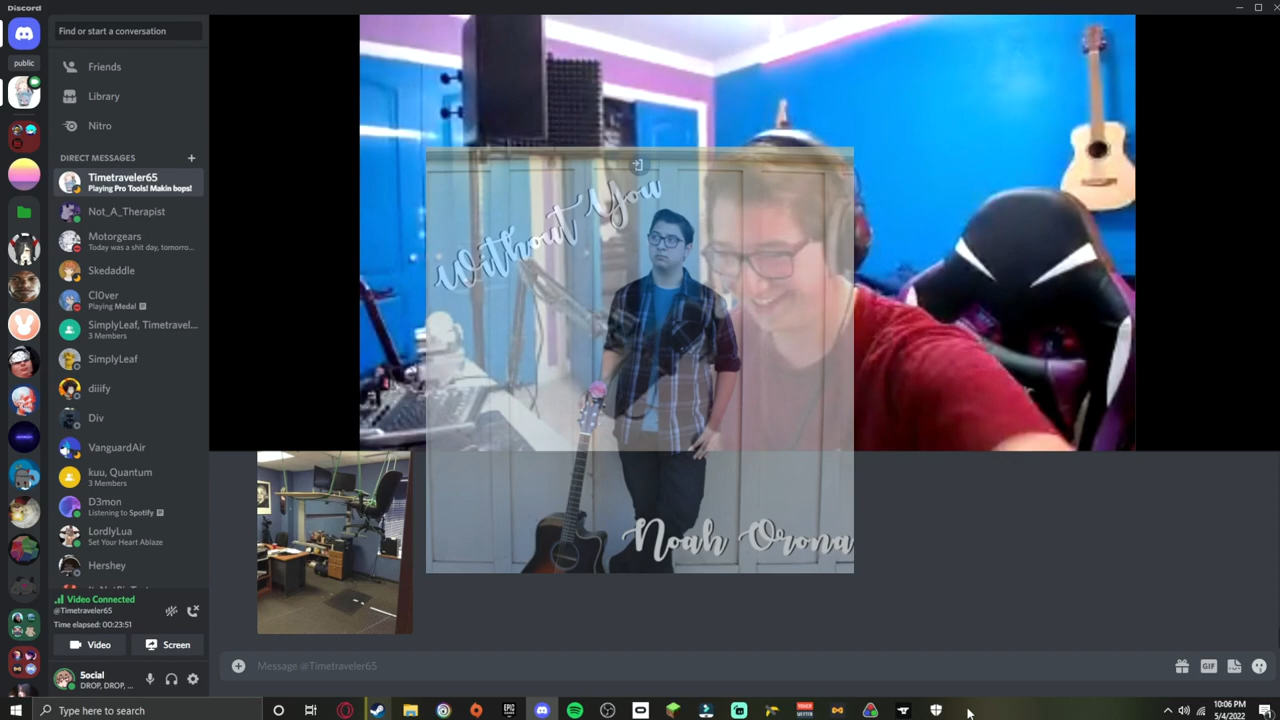 Discord
Find or start a conversation
public
Friends
Library
Nitro
DIRECT MESSAGES
Timetraveler65
Playing Pro Tools! Makin bops!
Not_A_Therapist
Motorgears
Today was a shit day, tomorro...
Skedaddle
Cl0ver
Playing Medal
SimplyLeaf, Timetravel...
3 Members
SimplyLeaf
diiify
Div
VanguardAir
kuu, Quantum
3 Members
D3mon
Listening to Spotify
LordlyLua
Set Your Heart Ablaze
Hershey
Video Connected
@Timetraveler65
Time elapsed: 00:23:51
Video
Screen
DROP, DROP, ...
Without You
Noah Orona
Message @Timetraveler65
GIF
Type here to search
EPIC
10:06 PM
5/4/2022